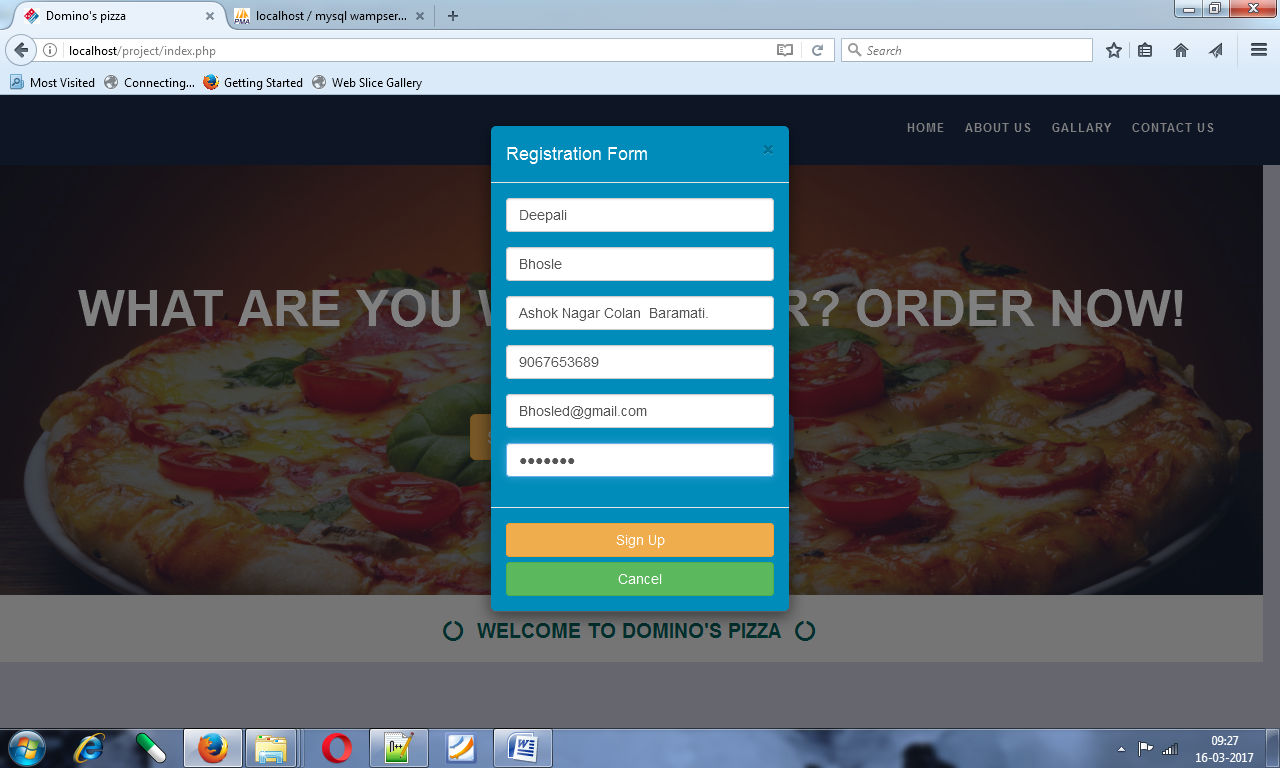 Domino's pizza
localhost / mysql wampser...
localhost/project/index.php
Search
Most Visited
Connecting...
Getting Started
Web Slice Gallery
HOME ABOUT US GALLARY CONTACT US
Registration Form
Deepali
Bhosle
Ashok Nagar Colan  Baramati.
9067653689
Bhosled@gmail.com
Sign Up
Cancel
WHAT ARE YOU R? ORDER NOW!
WELCOME TO DOMINO'S PIZZA
09:27
16-03-2017